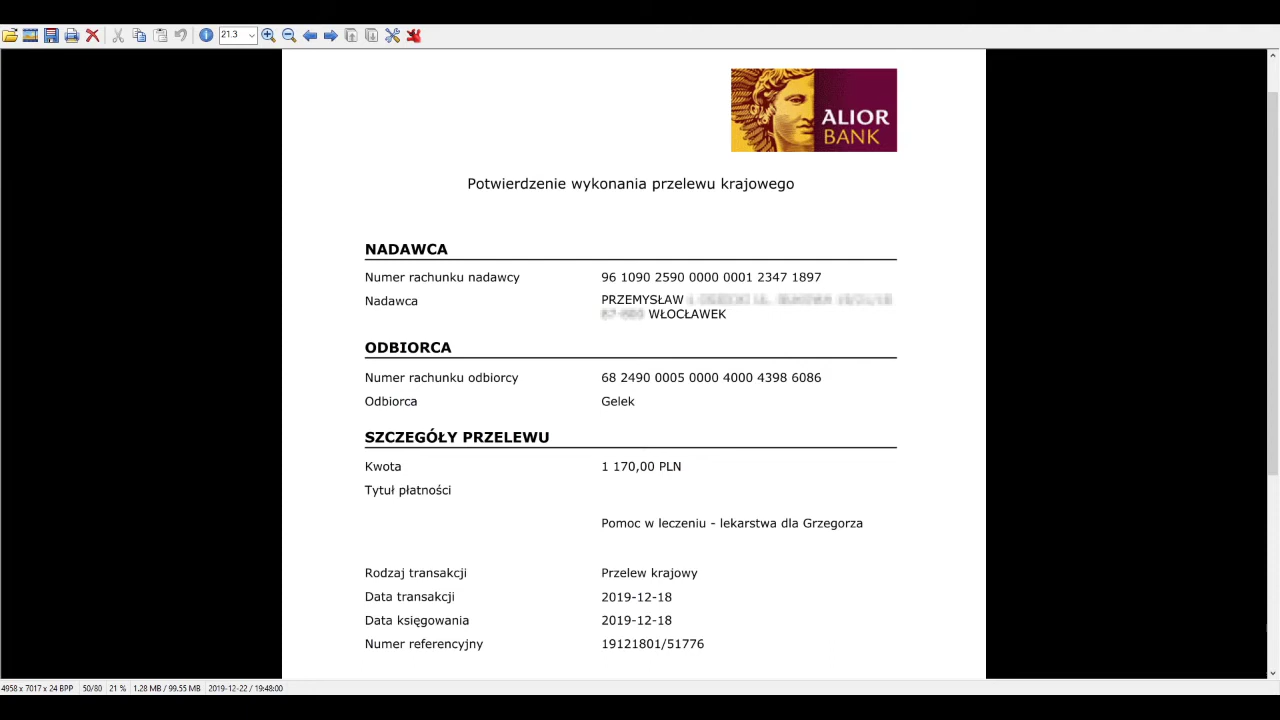 21.3
ALIOR
BANK
Potwierdzenie wykonania przelewu krajowego
NADAWCA
Numer rachunku nadawcy 96 1090 2590 0000 0001 2347 1897
Nadawca PRZEMYSŁAW
WŁOCŁAWEK
ODBIORCA
Numer rachunku odbiorcy 68 2490 0005 0000 4000 4398 6086
Odbiorca Gelek
SZCZEGÓŁY PRZELEWU
Kwota 1 170,00 PLN
Tytuł płatności
Pomoc w leczeniu - lekarstwa dla Grzegorza
Rodzaj transakcji Przelew krajowy
Data transakcji 2019-12-18
Data księgowania 2019-12-18
Numer referencyjny 19121801/51776
4958 x 7017 x 24 BPP 50/80 21 % 1.28 MB / 99.55 MB 2019-12-22 / 19:48:00